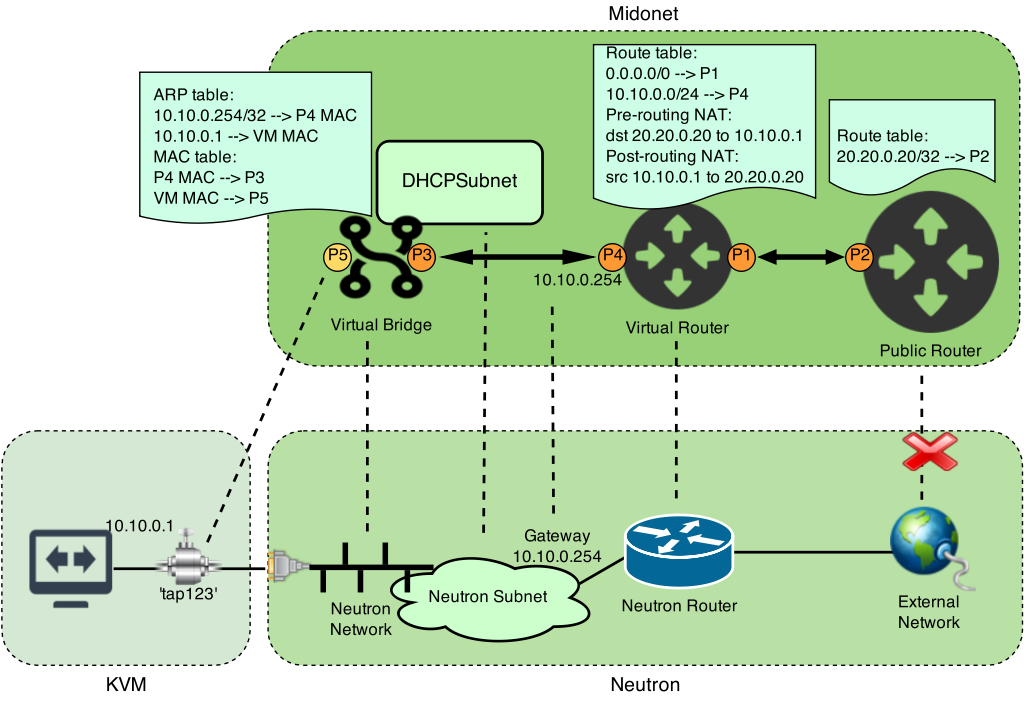 Midonet
Route table:
0.0.0.0/0 --> P1
10.10.0.0/24 --> P4
Pre-routing NAT:
dst 20.20.0.20 to 10.10.0.1
Post-routing NAT:
src 10.10.0.1 to 20.20.0.20
ARP table:
10.10.0.254/32 --> P4 MAC
10.10.0.1 --> VM MAC
MAC table:
P4 MAC --> P3
VM MAC --> P5
Route table:
20.20.0.20/32 --> P2
DHCPSubnet
P5
P3
P4
P1
P2
10.10.0.254
Virtual Bridge
Virtual Router
Public Router
10.10.0.1
'tap123'
Gateway
10.10.0.254
Neutron Subnet
Neutron
Network
Neutron Router
External
Network
KVM
Neutron